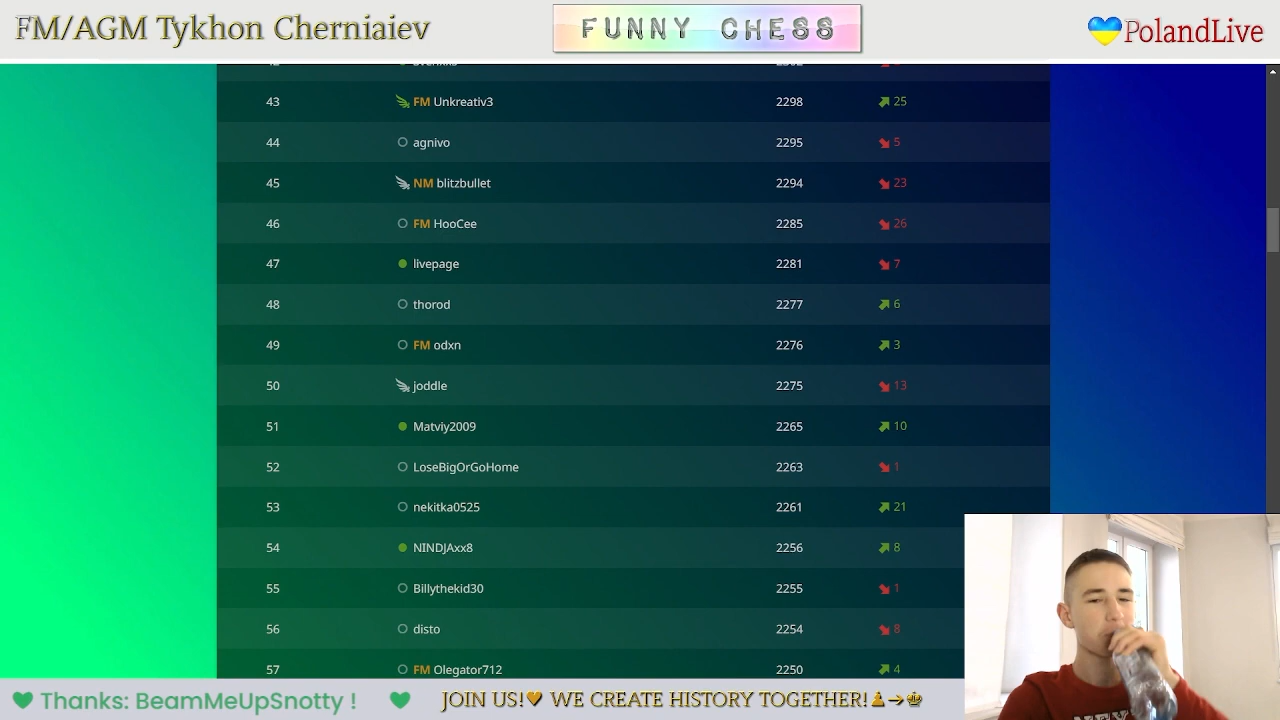 FM/AGM Tykhon Cherniaiev
FUNNY CHESS
PolandLive
43 FM Unkreativ3 2298 25
44 agnivo 2295 5
45 NM blitzbullet 2294 23
46 FM HooCee 2285 26
47 livepage 2281 7
48 thorod 2277 6
49 FM odxn 2276 3
50 joddle 2275 13
51 Matviy2009 2265 10
52 LoseBigOrGoHome 2263 1
53 nekitka0525 2261 21
54 NINDJAxx8 2256 8
55 Billythekid30 2255 1
56 disto 2254 8
57 FM Olegator712 2250 4
Thanks: BeamMeUpSnotty !
JOIN US! WE CREATE HISTORY TOGETHER!